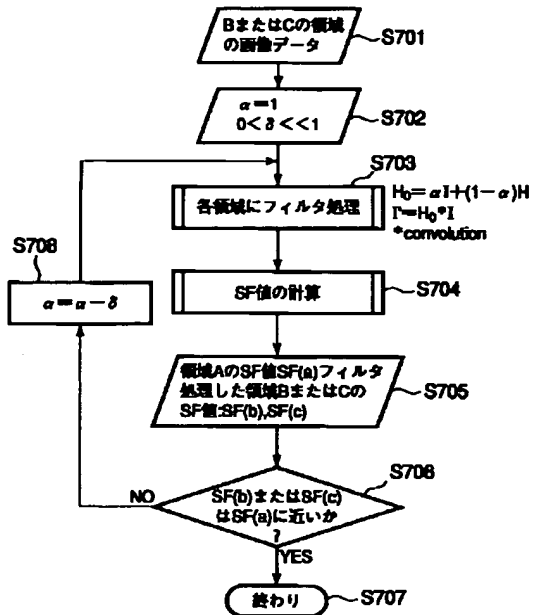 BまたはCの領域
の画像データ
S701
α=1
0<δ<<1
S702
S703
各領域にフィルタ処理
H₀=αI+(1-α)H
I'=H₀*I
*convolution
S708
α=α-δ
SF値の計算
S704
領域AのSF値SF(a)フィルタ
処理した領域BまたはCの
SF値:SF(b),SF(c)
S705
S706
NO
SF(b)またはSF(c)
はSF(a)に近いか
?
YES
終わり
S707